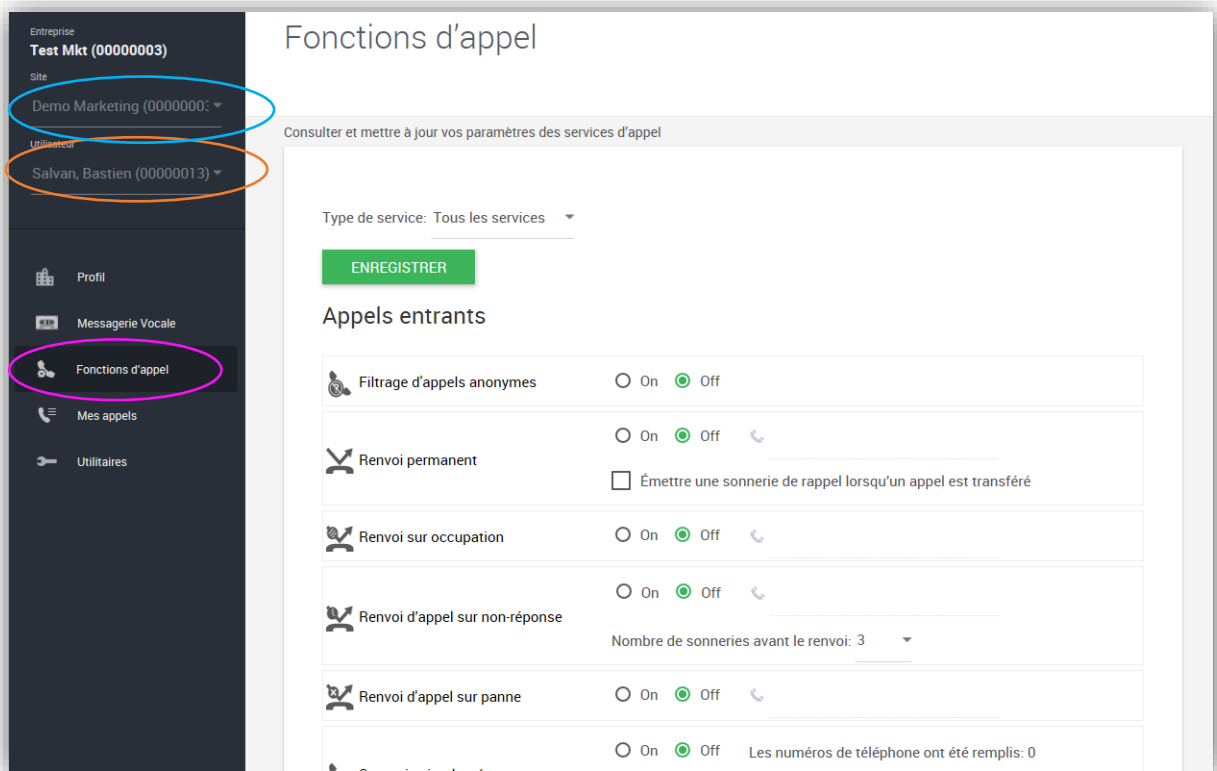 Entreprise
Test Mkt (00000003)
Site
Demo Marketing (00000003
Utilisateur
Salvan, Bastien (00000013)
Profil
Messagerie Vocale
Fonctions d'appel
Mes appels
Utilitaires
Fonctions d'appel
Consulter et mettre à jour vos paramètres des services d'appel
Type de service: Tous les services
ENREGISTRER
Appels entrants
Filtrage d'appels anonymes On Off
Renvoi permanent On Off
Émettre une sonnerie de rappel lorsqu'un appel est transféré
Renvoi sur occupation On Off
Renvoi d'appel sur non-réponse On Off
Nombre de sonneries avant le renvoi: 3
Renvoi d'appel sur panne On Off
On Off Les numéros de téléphone ont été remplis: 0